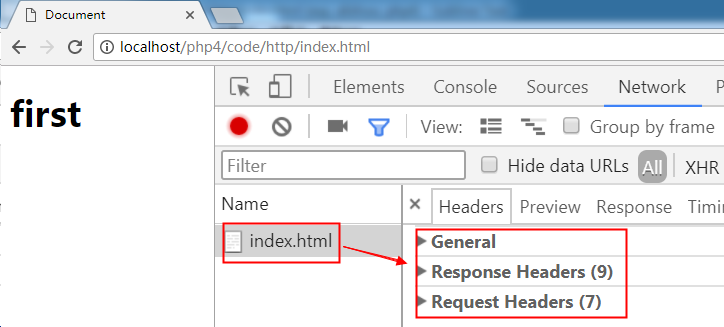 Document
localhost/php4/code/http/index.html
first
Elements Console Sources Network
View: Group by frame
Filter Hide data URLs All XHR
Name Headers Preview Response Timi
index.html
General
Response Headers (9)
Request Headers (7)